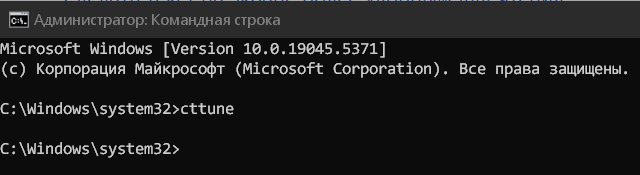 Администратор: Командная строка
Microsoft Windows [Version 10.0.19045.5371]
(c) Корпорация Майкрософт (Microsoft Corporation). Все права защищены.
C:\Windows\system32>cttune
C:\Windows\system32>